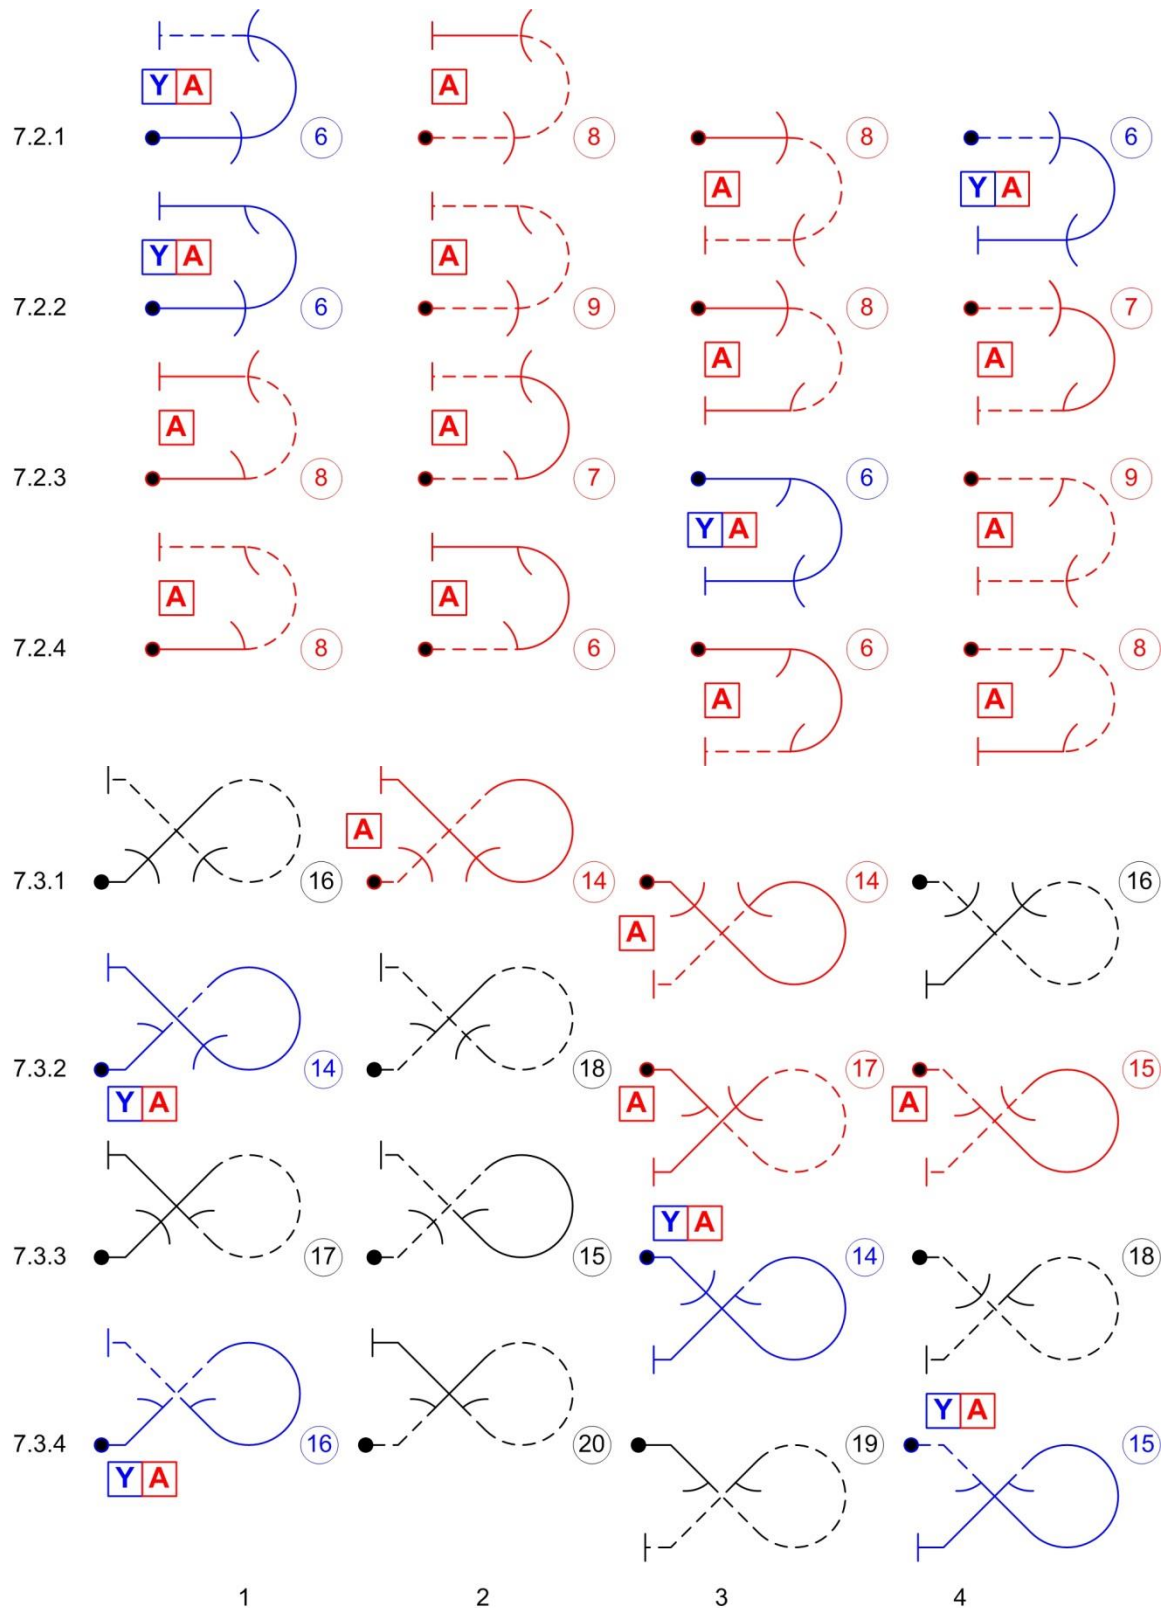 Y A
A
7.2.1 6 8 8 6
A Y A
Y A A
7.2.2 6 9 8 7
A A
A A
7.2.3 8 7 6 9
Y A A
A A
7.2.4 8 6 6 8
A A
A
7.3.1 16 14 14 16
A
7.3.2 14 18 17 15
Y A A A
Y A
7.3.3 17 15 14 18
Y A
7.3.4 16 20 19 15
Y A
1 2 3 4